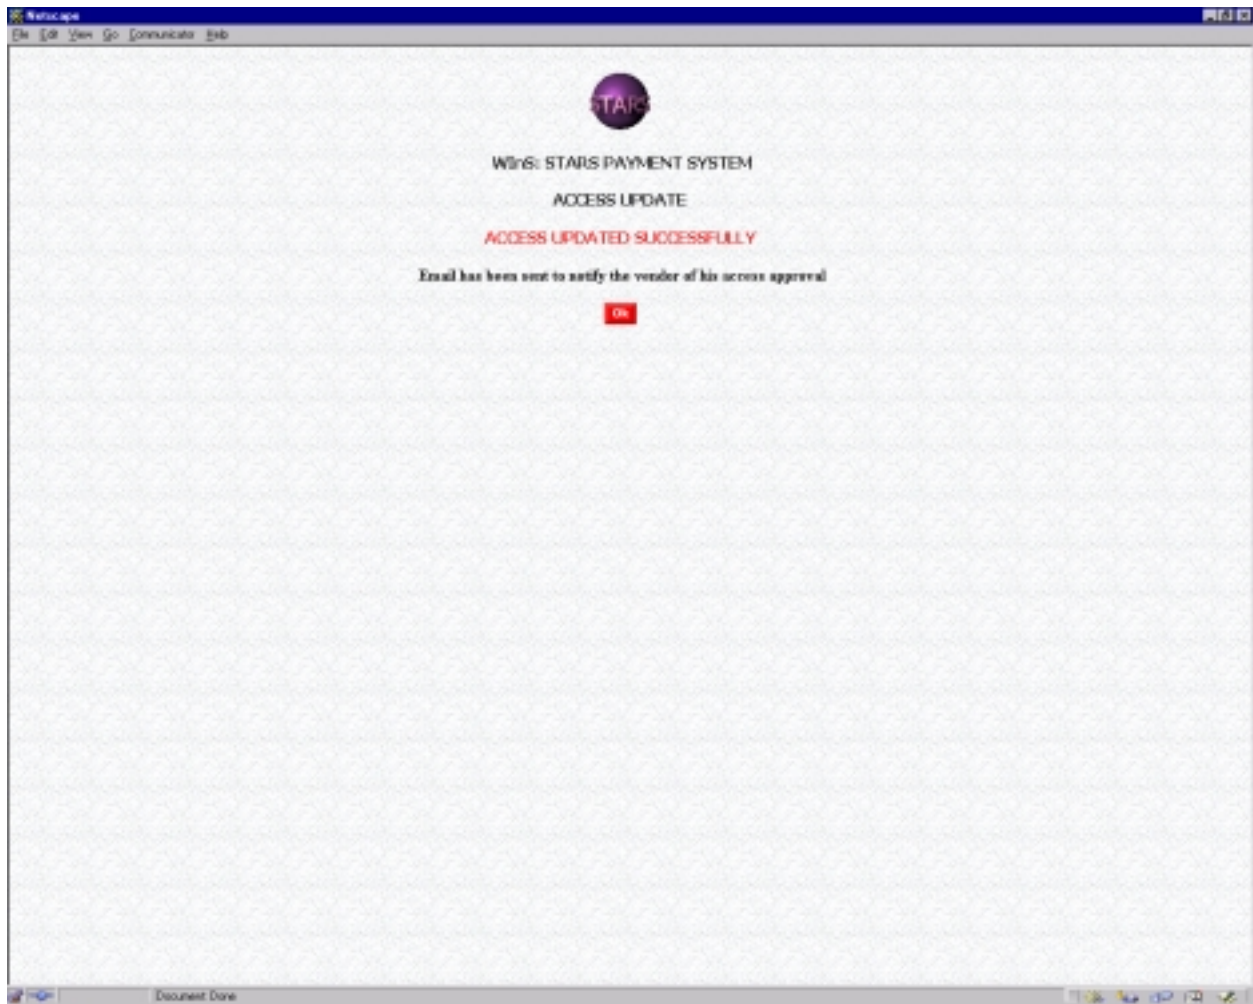 Netscape
File Edit View Go Communicator Help
STARS
WInS: STARS PAYMENT SYSTEM
ACCESS UPDATE
ACCESS UPDATED SUCCESSFULLY
Email has been sent to notify the vendor of his access approval
Ok
Document Done